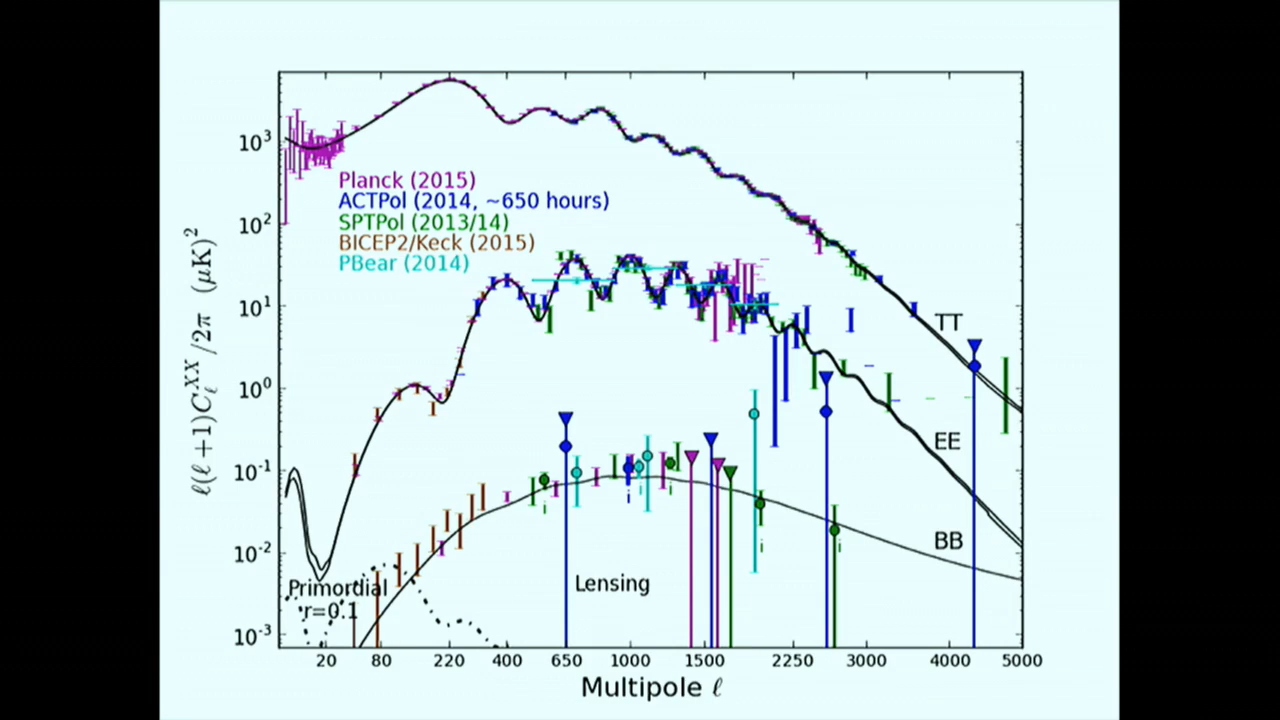 10³
10²
10¹
10⁰
10⁻¹
10⁻²
10⁻³
ℓ(ℓ+1)C_ℓ^{XX}/2π (μK)²
Planck (2015)
ACTPol (2014, ~650 hours)
SPTPol (2013/14)
BICEP2/Keck (2015)
PBear (2014)
TT
EE
BB
Primordial
r=0.1
Lensing
20 80 220 400 650 1000 1500 2250 3000 4000 5000
Multipole ℓ